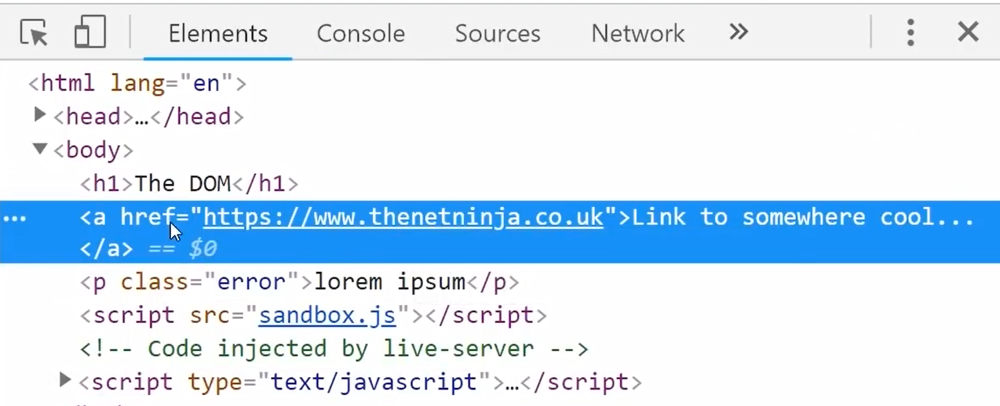 Elements Console Sources Network »
<html lang="en">
<head>…</head>
<body>
<h1>The DOM</h1>
<a href="https://www.thenetninja.co.uk">Link to somewhere cool...
</a> == $0
<p class="error">lorem ipsum</p>
<script src="sandbox.js"></script>
<!-- Code injected by live-server -->
<script type="text/javascript">…</script>